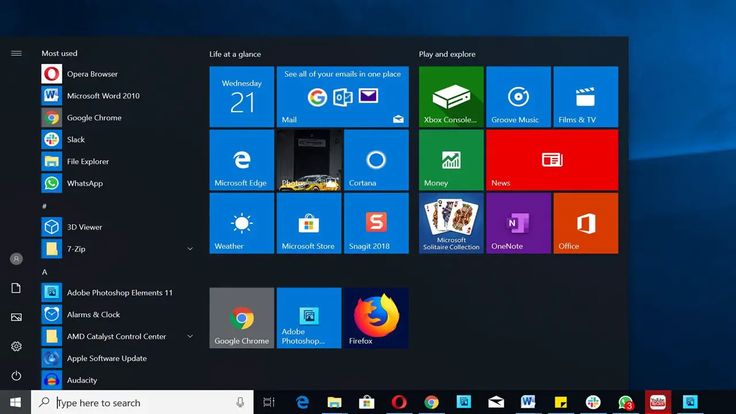 Most used
Opera Browser
Microsoft Word 2010
Google Chrome
Slack
File Explorer
WhatsApp
#
3D Viewer
7-Zip
A
Adobe Photoshop Elements 11
Alarms & Clock
AMD Catalyst Control Center
Apple Software Update
Audacity
Life at a glance
Wednesday
21
See all of your emails in one place
Mail
Microsoft Edge
Photos
Cortana
Weather
Microsoft Store
Snagit 2018
Google Chrome
Adobe
Photoshop...
Firefox
Play and explore
Xbox Console...
Groove Music
Films & TV
Money
News
Microsoft
Solitaire Collection
OneNote
Office
Type here to search